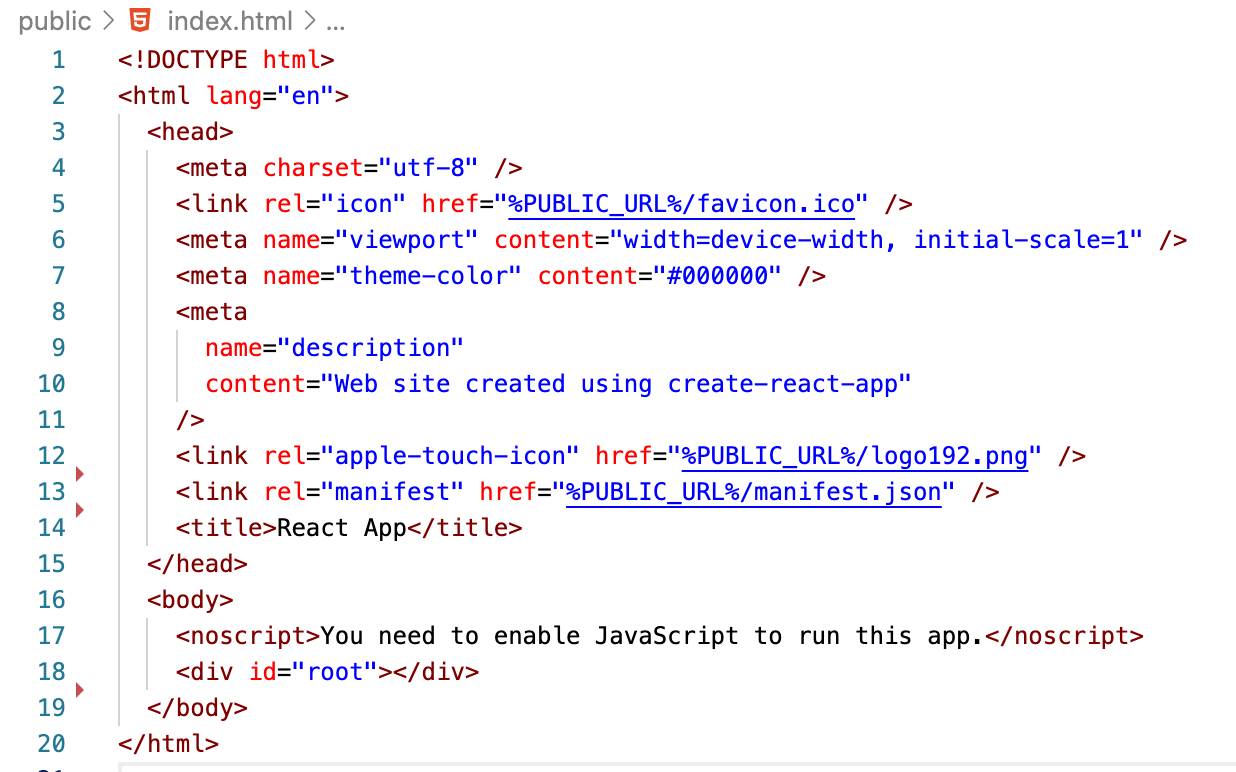 public > index.html > ...
1 <!DOCTYPE html>
2 <html lang="en">
3 <head>
4 <meta charset="utf-8" />
5 <link rel="icon" href="%PUBLIC_URL%/favicon.ico" />
6 <meta name="viewport" content="width=device-width, initial-scale=1" />
7 <meta name="theme-color" content="#000000" />
8 <meta
9 name="description"
10 content="Web site created using create-react-app"
11 />
12 <link rel="apple-touch-icon" href="%PUBLIC_URL%/logo192.png" />
13 <link rel="manifest" href="%PUBLIC_URL%/manifest.json" />
14 <title>React App</title>
15 </head>
16 <body>
17 <noscript>You need to enable JavaScript to run this app.</noscript>
18 <div id="root"></div>
19 </body>
20 </html>